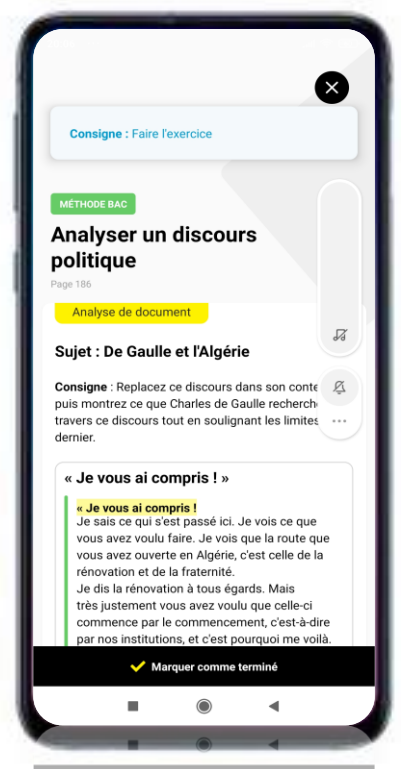 Consigne : Faire l'exercice
MÉTHODE BAC
Analyser un discours
politique
Page 186
Analyse de document
Sujet : De Gaulle et l'Algérie
Consigne : Replacez ce discours dans son conte
puis montrez ce que Charles de Gaulle recherch
travers ce discours tout en soulignant les limites
dernier.
« Je vous ai compris ! »
« Je vous ai compris !
Je sais ce qui s'est passé ici. Je vois ce que
vous avez voulu faire. Je vois que la route que
vous avez ouverte en Algérie, c'est celle de la
rénovation et de la fraternité.
Je dis la rénovation à tous égards. Mais
très justement vous avez voulu que celle-ci
commence par le commencement, c'est-à-dire
par nos institutions, et c'est pourquoi me voilà.
Marquer comme terminé